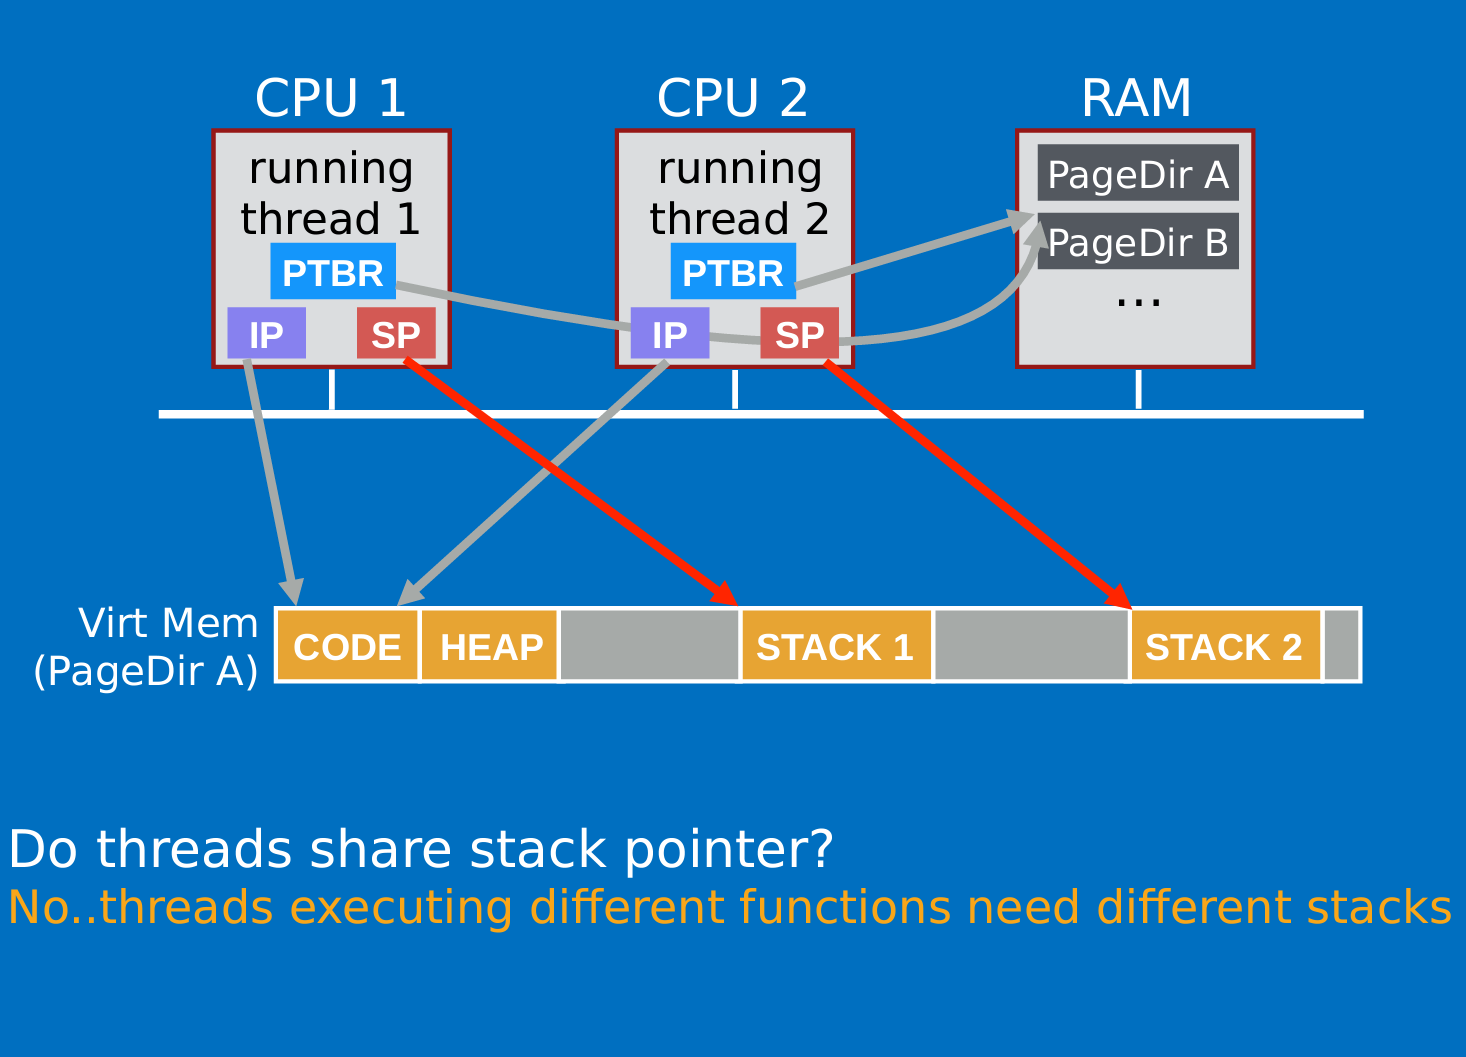 CPU 1
CPU 2
RAM
running
thread 1
PTBR
IP
SP
running
thread 2
PTBR
IP
SP
PageDir A
PageDir B
…
Virt Mem
(PageDir A)
CODE
HEAP
STACK 1
STACK 2
Do threads share stack pointer?
No..threads executing different functions need different stacks